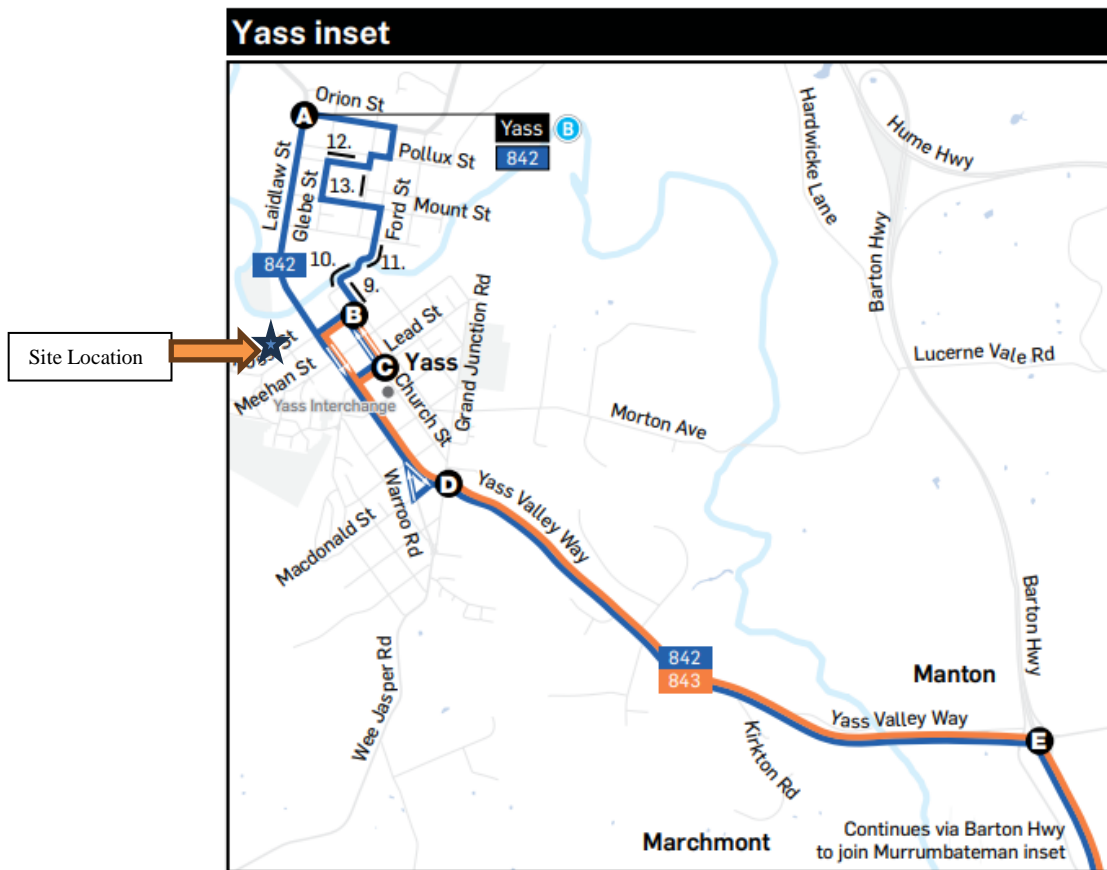 Yass inset
Orion St
A
Yass B
842
12.
Pollux St
Laidlaw St
Glebe St
13.
Ford St
Mount St
Hardwicke Lane
Hume Hwy
Barton Hwy
842
10.
11.
9.
B
Lead St
Grand Junction Rd
Site Location
St
Meehan St
C
Yass
Yass Interchange
Church St
Lucerne Vale Rd
Morton Ave
D
Yass Valley Way
Warroo Rd
Macdonald St
Barton Hwy
842
843
Manton
Wee Jasper Rd
Yass Valley Way
Kirkton Rd
E
Marchmont
Continues via Barton Hwy
to join Murrumbateman inset